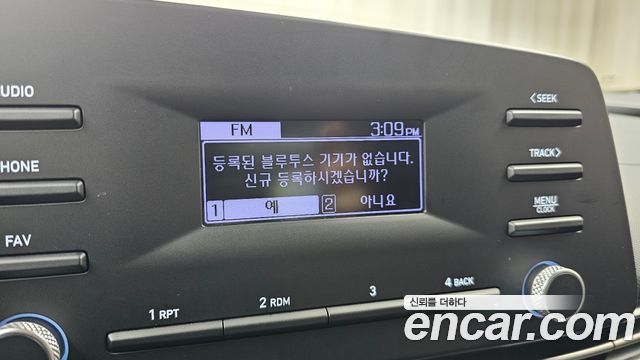 UDIO
HONE
FAV
FM 3:09 PM
등록된 블루투스 기기가 없습니다.
신규 등록하시겠습니까?
1 예 2 아니요
<SEEK
TRACK>
MENU
CLOCK
1 RPT 2 RDM 3 4 BACK
신뢰를 더하다
encar.com